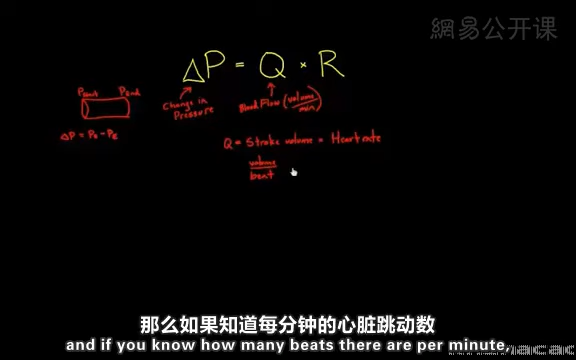 網易公开课
ΔP = Q × R
Pstart PEnd
Change in Pressure
Blood Flow (volume/min)
ΔP = Ps - PE
Q = Stroke volume × Heart rate
volume/beat
那么如果知道每分钟的心脏跳动数
and if you know how many beats there are per minute,